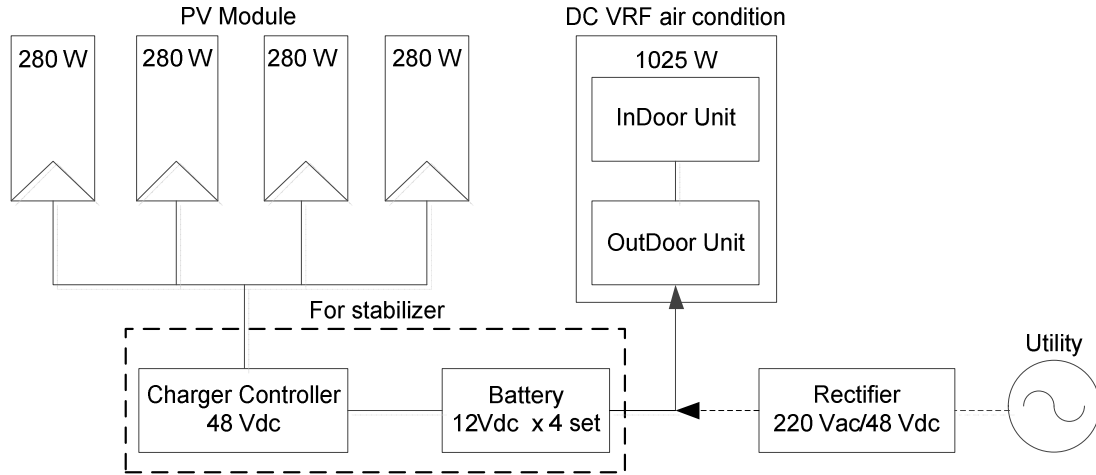 PV Module
DC VRF air condition
280 W
280 W
280 W
280 W
1025 W
InDoor Unit
OutDoor Unit
For stabilizer
Utility
Charger Controller
48 Vdc
Battery
12Vdc x 4 set
Rectifier
220 Vac/48 Vdc